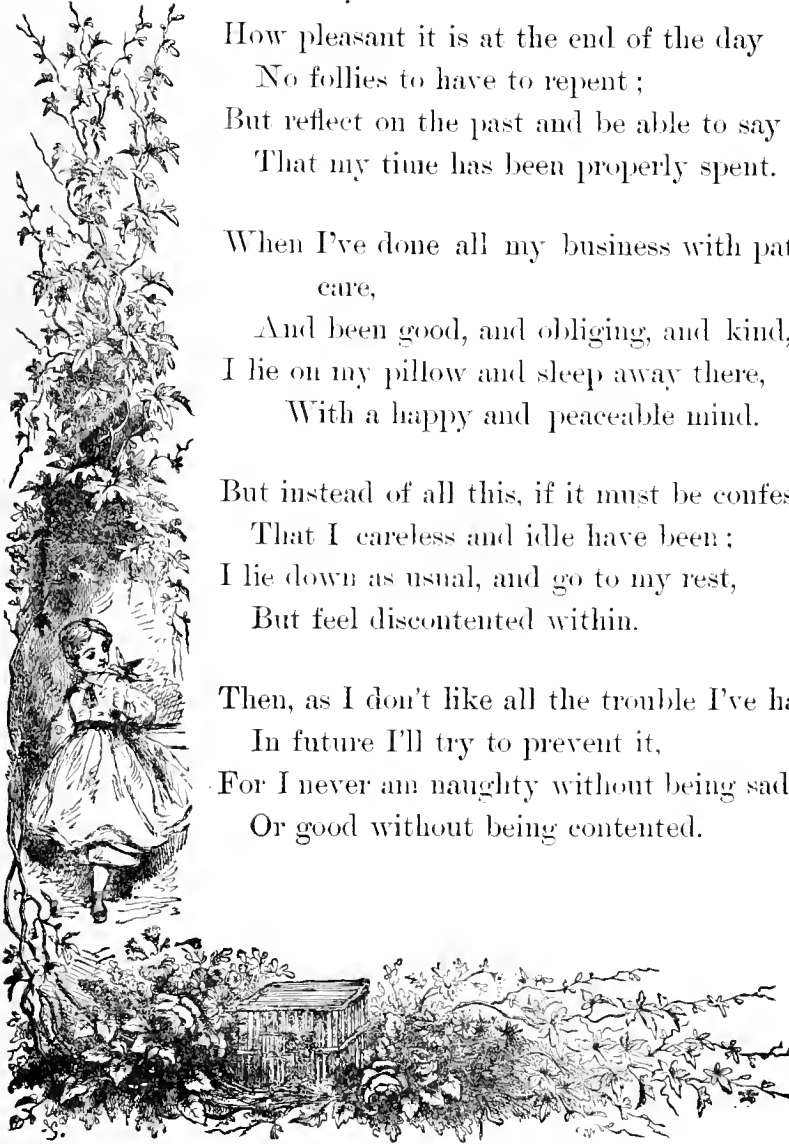 How pleasant it is at the end of the day
No follies to have to repent ;
But reflect on the past and be able to say
That my time has been properly spent.
When I've done all my business with pat
care,
And been good, and obliging, and kind,
I lie on my pillow and sleep away there,
With a happy and peaceable mind.
But instead of all this, if it must be confes
That I careless and idle have been ;
I lie down as usual, and go to my rest,
But feel discontented within.
Then, as I don't like all the trouble I've ha
In future I'll try to prevent it,
For I never am naughty without being sad
Or good without being contented.